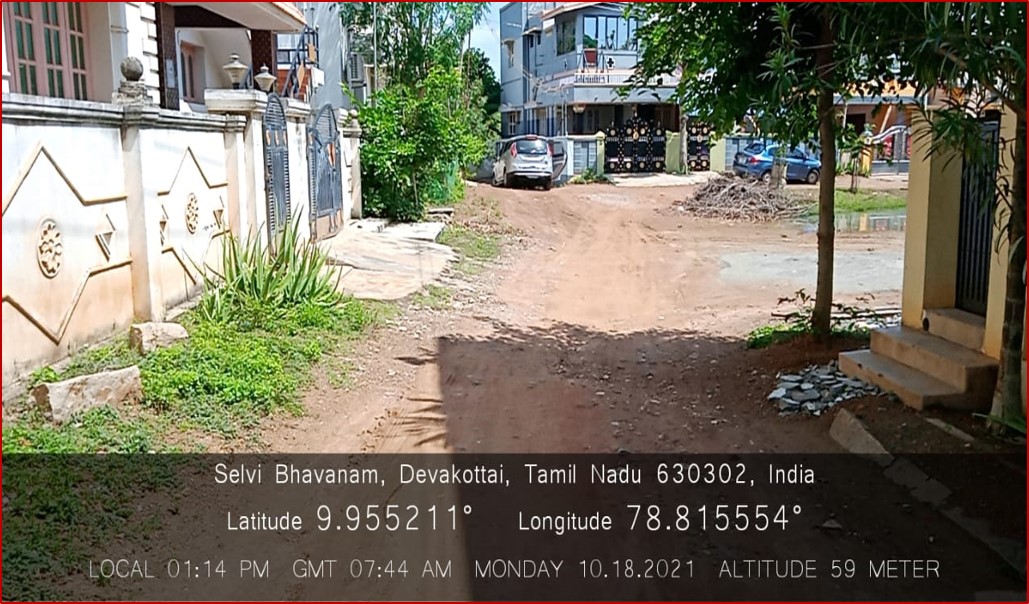 Selvi Bhavanam, Devakottai, Tamil Nadu 630302, India
Latitude 9.955211° Longitude 78.815554°
LOCAL 01:14 PM GMT 07:44 AM MONDAY 10.18.2021 ALTITUDE 59 METER